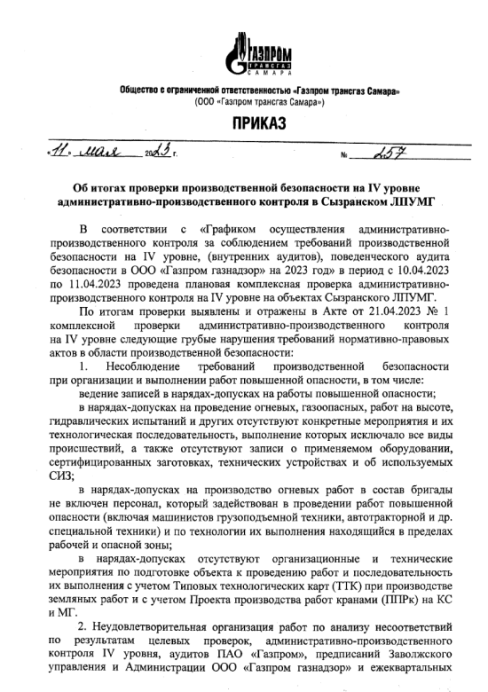 ГАЗПРОМ
ТРАНСГАЗ
САМАРА
Общество с ограниченной ответственностью «Газпром трансгаз Самара»
(ООО «Газпром трансгаз Самара»)
ПРИКАЗ
«11» мая 2023 г. № 257
Об итогах проверки производственной безопасности на IV уровне
административно-производственного контроля в Сызранском ЛПУМГ
В соответствии с «Графиком осуществления административно-
производственного контроля за соблюдением требований производственной
безопасности на IV уровне, (внутренних аудитов), поведенческого аудита
безопасности в ООО «Газпром газнадзор» на 2023 год» в период с 10.04.2023
по 11.04.2023 проведена плановая комплексная проверка административно-
производственного контроля на IV уровне на объектах Сызранского ЛПУМГ.
По итогам проверки выявлены и отражены в Акте от 21.04.2023 № 1
комплексной проверки административно-производственного контроля
на IV уровне следующие грубые нарушения требований нормативно-правовых
актов в области производственной безопасности:
1. Несоблюдение требований производственной безопасности
при организации и выполнении работ повышенной опасности, в том числе:
ведение записей в нарядах-допусках на работы повышенной опасности;
в нарядах-допусках на проведение огневых, газоопасных, работ на высоте,
гидравлических испытаний и других отсутствуют конкретные мероприятия и их
технологическая последовательность, выполнение которых исключало все виды
происшествий, а также отсутствуют записи о применяемом оборудовании,
сертифицированных заготовках, технических устройствах и об используемых
СИЗ;
в нарядах-допусках на производство огневых работ в состав бригады
не включен персонал, который задействован в проведении работ повышенной
опасности (включая машинистов грузоподъемной техники, автотракторной и др.
специальной техники) и по технологии их выполнения находящийся в пределах
рабочей и опасной зоны;
в нарядах-допусках отсутствуют организационные и технические
мероприятия по подготовке объекта к проведению работ и последовательность
их выполнения с учетом Типовых технологических карт (ТТК) при производстве
земляных работ и с учетом Проекта производства работ кранами (ППРк) на КС
и МГ.
2. Неудовлетворительная организация работ по анализу несоответствий
по результатам целевых проверок, административно-производственного
контроля IV уровня, аудитов ПАО «Газпром», предписаний Заволжского
управления и Администрации ООО «Газпром газнадзор» и ежеквартальных